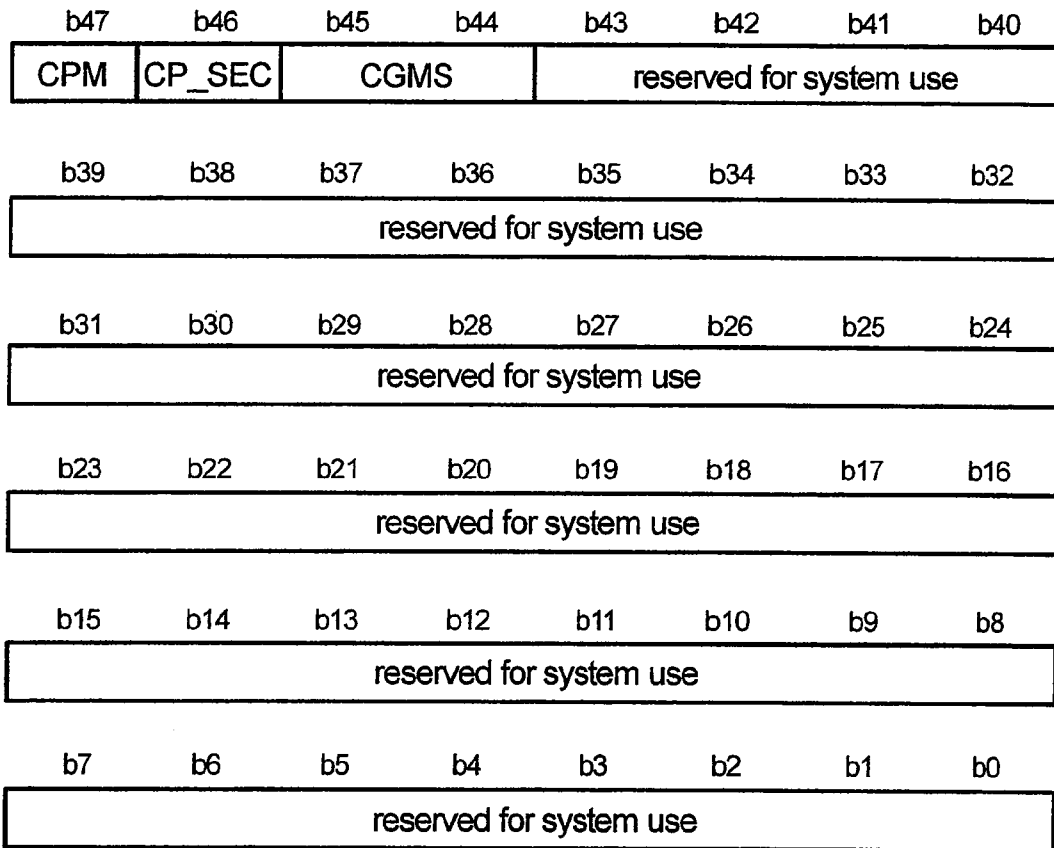 b47 b46 b45 b44 b43 b42 b41 b40
CPM CP_SEC CGMS reserved for system use
b39 b38 b37 b36 b35 b34 b33 b32
reserved for system use
b31 b30 b29 b28 b27 b26 b25 b24
reserved for system use
b23 b22 b21 b20 b19 b18 b17 b16
reserved for system use
b15 b14 b13 b12 b11 b10 b9 b8
reserved for system use
b7 b6 b5 b4 b3 b2 b1 b0
reserved for system use